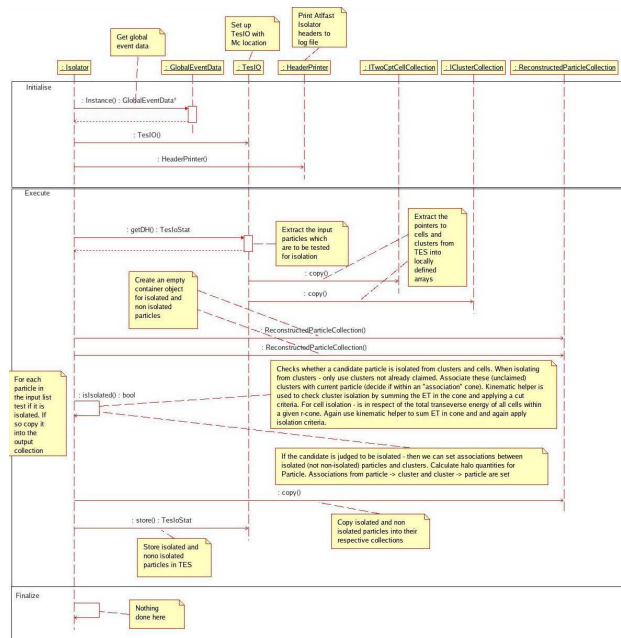 Print Atlfast
Isolator
headers to
log file
Set up
TesIO with
Mc location
Get global
event data.
: Isolator
: GlobalEventData
: TesIO
: HeaderPrinter
: ITwoCptCellCollection
: IClusterCollection
: ReconstructedParticleCollection
Initialise
: Instance() : GlobalEventData*
: TesIO()
: HeaderPrinter()
Execute
: getDH() : TesIoStat
Extract the input
particles which
are to be tested
for isolation
Extract the
pointers to
cells and
clusters from
TES into
locally
defined
arrays
: copy()
: copy()
Create an empty
container object
for isolated and
non isolated
particles
: ReconstructedParticleCollection()
: ReconstructedParticleCollection()
For each
particle in
the input list
test if it is
isolated. If
so copy it
into the
output
collection
: isIsolated() : bool
Checks whether a candidate particle is isolated from clusters and cells. When isolating
from clusters - only use clusters not already claimed. Associate these (unclaimed)
clusters with current particle (decide if within an "association" cone). Kinematic helper is
used to check cluster isolation by summing the ET in the cone and applying a cut
criteria. For cell isolation - is in respect of the total transverse energy of all cells within
a given r-cone. Again use kinematic helper to sum ET in cone and and again apply
isolation criteria.
If the candidate is judged to be isolated - then we can set associations between
isolated (not non-isolated) particles and clusters. Calculate halo quantities for
Particle. Associations from particle -> cluster and cluster -> particle are set
: copy()
: store() : TesIoStat
Copy isolated and non
isolated particles into their
respective collections
Store isolated and
nono isolated
particles in TES
Finalize
Nothing
done here